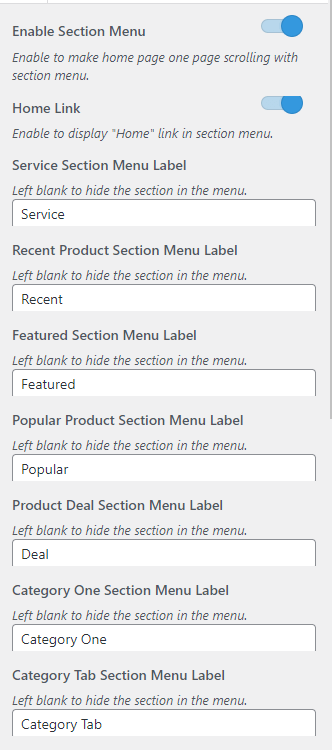 Enable Section Menu
Enable to make home page one page scrolling with
section menu.
Home Link
Enable to display "Home" link in section menu.
Service Section Menu Label
Left blank to hide the section in the menu.
Service
Recent Product Section Menu Label
Left blank to hide the section in the menu.
Recent
Featured Section Menu Label
Left blank to hide the section in the menu.
Featured
Popular Product Section Menu Label
Left blank to hide the section in the menu.
Popular
Product Deal Section Menu Label
Left blank to hide the section in the menu.
Deal
Category One Section Menu Label
Left blank to hide the section in the menu.
Category One
Category Tab Section Menu Label
Left blank to hide the section in the menu.
Category Tab